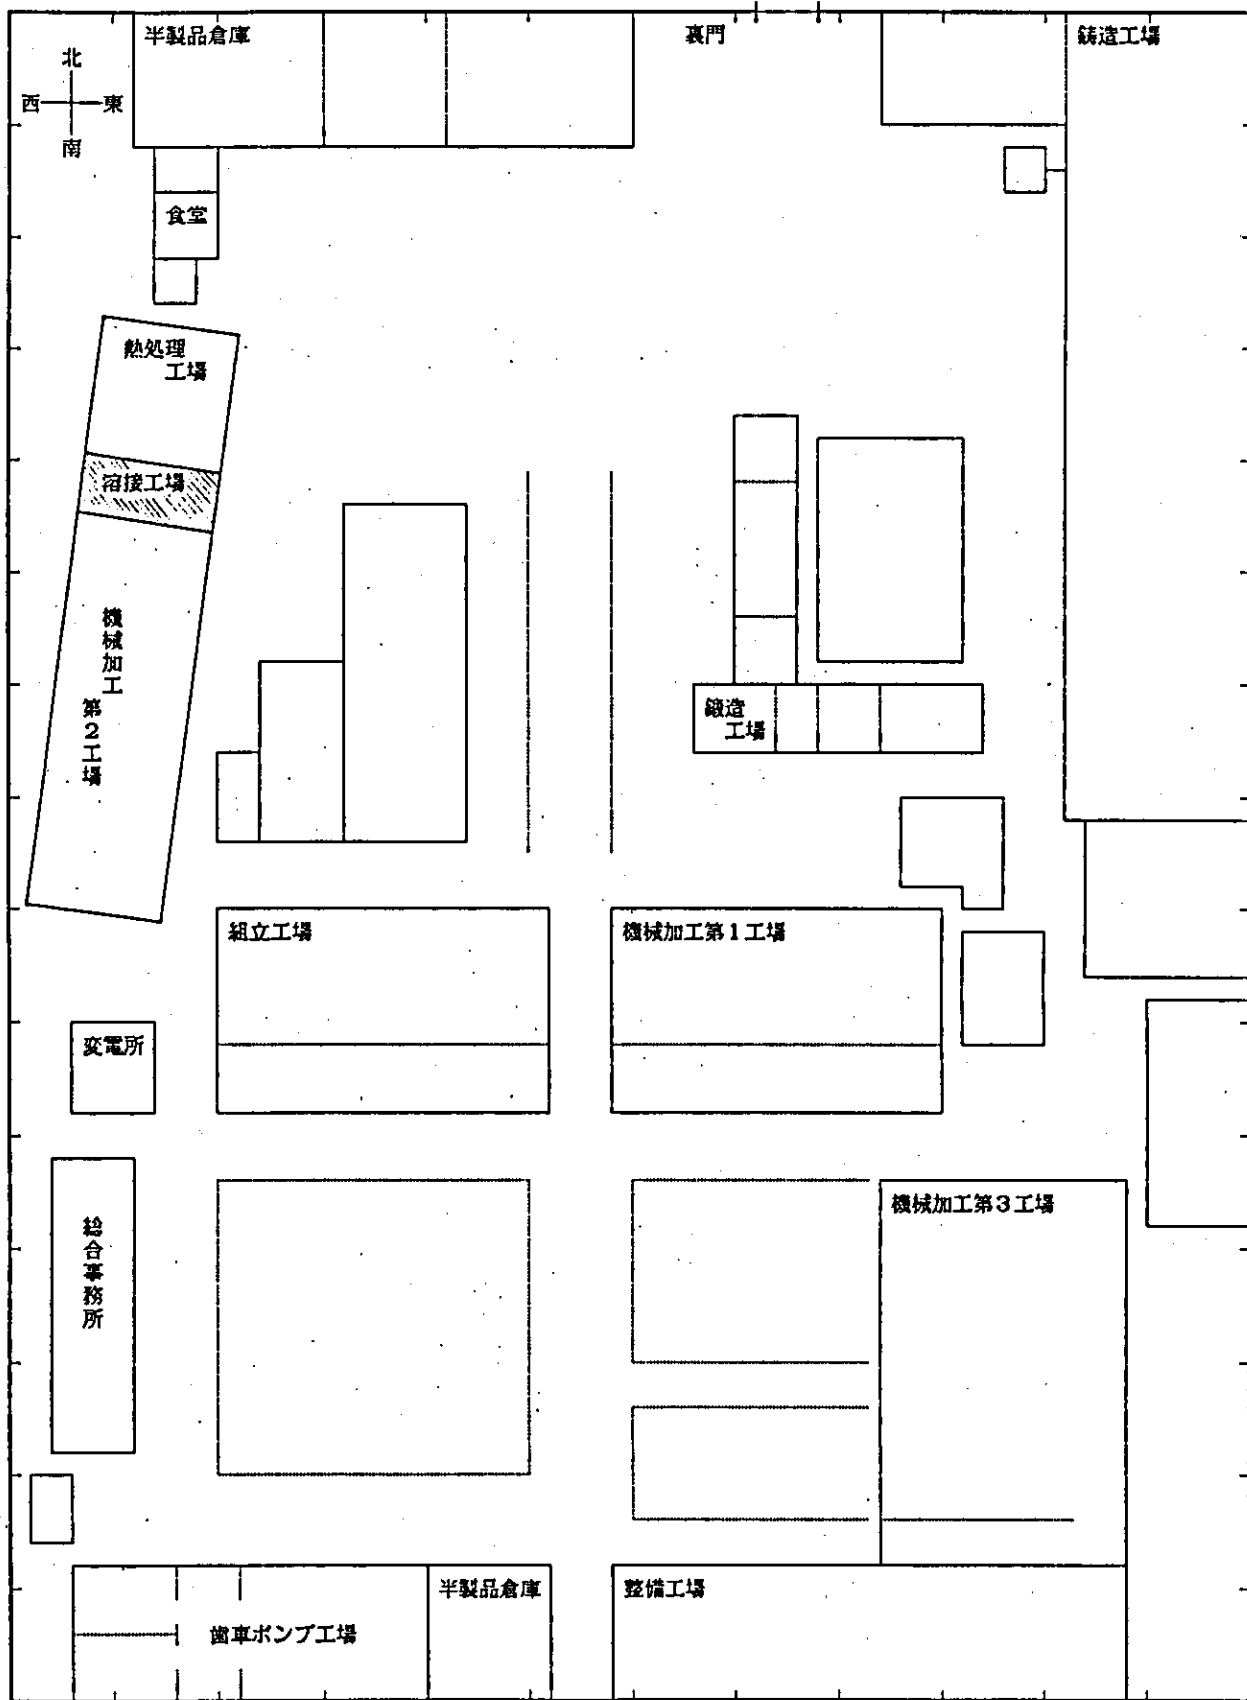 半製品倉庫
裏門
鋳造工場
北
西
東
南
食堂
熱処理
工場
溶接工場
機械加工
第2工場
鍛造
工場
組立工場
機械加工第1工場
変電所
機械加工第3工場
総合事務所
半製品倉庫
整備工場
歯車ポンプ工場